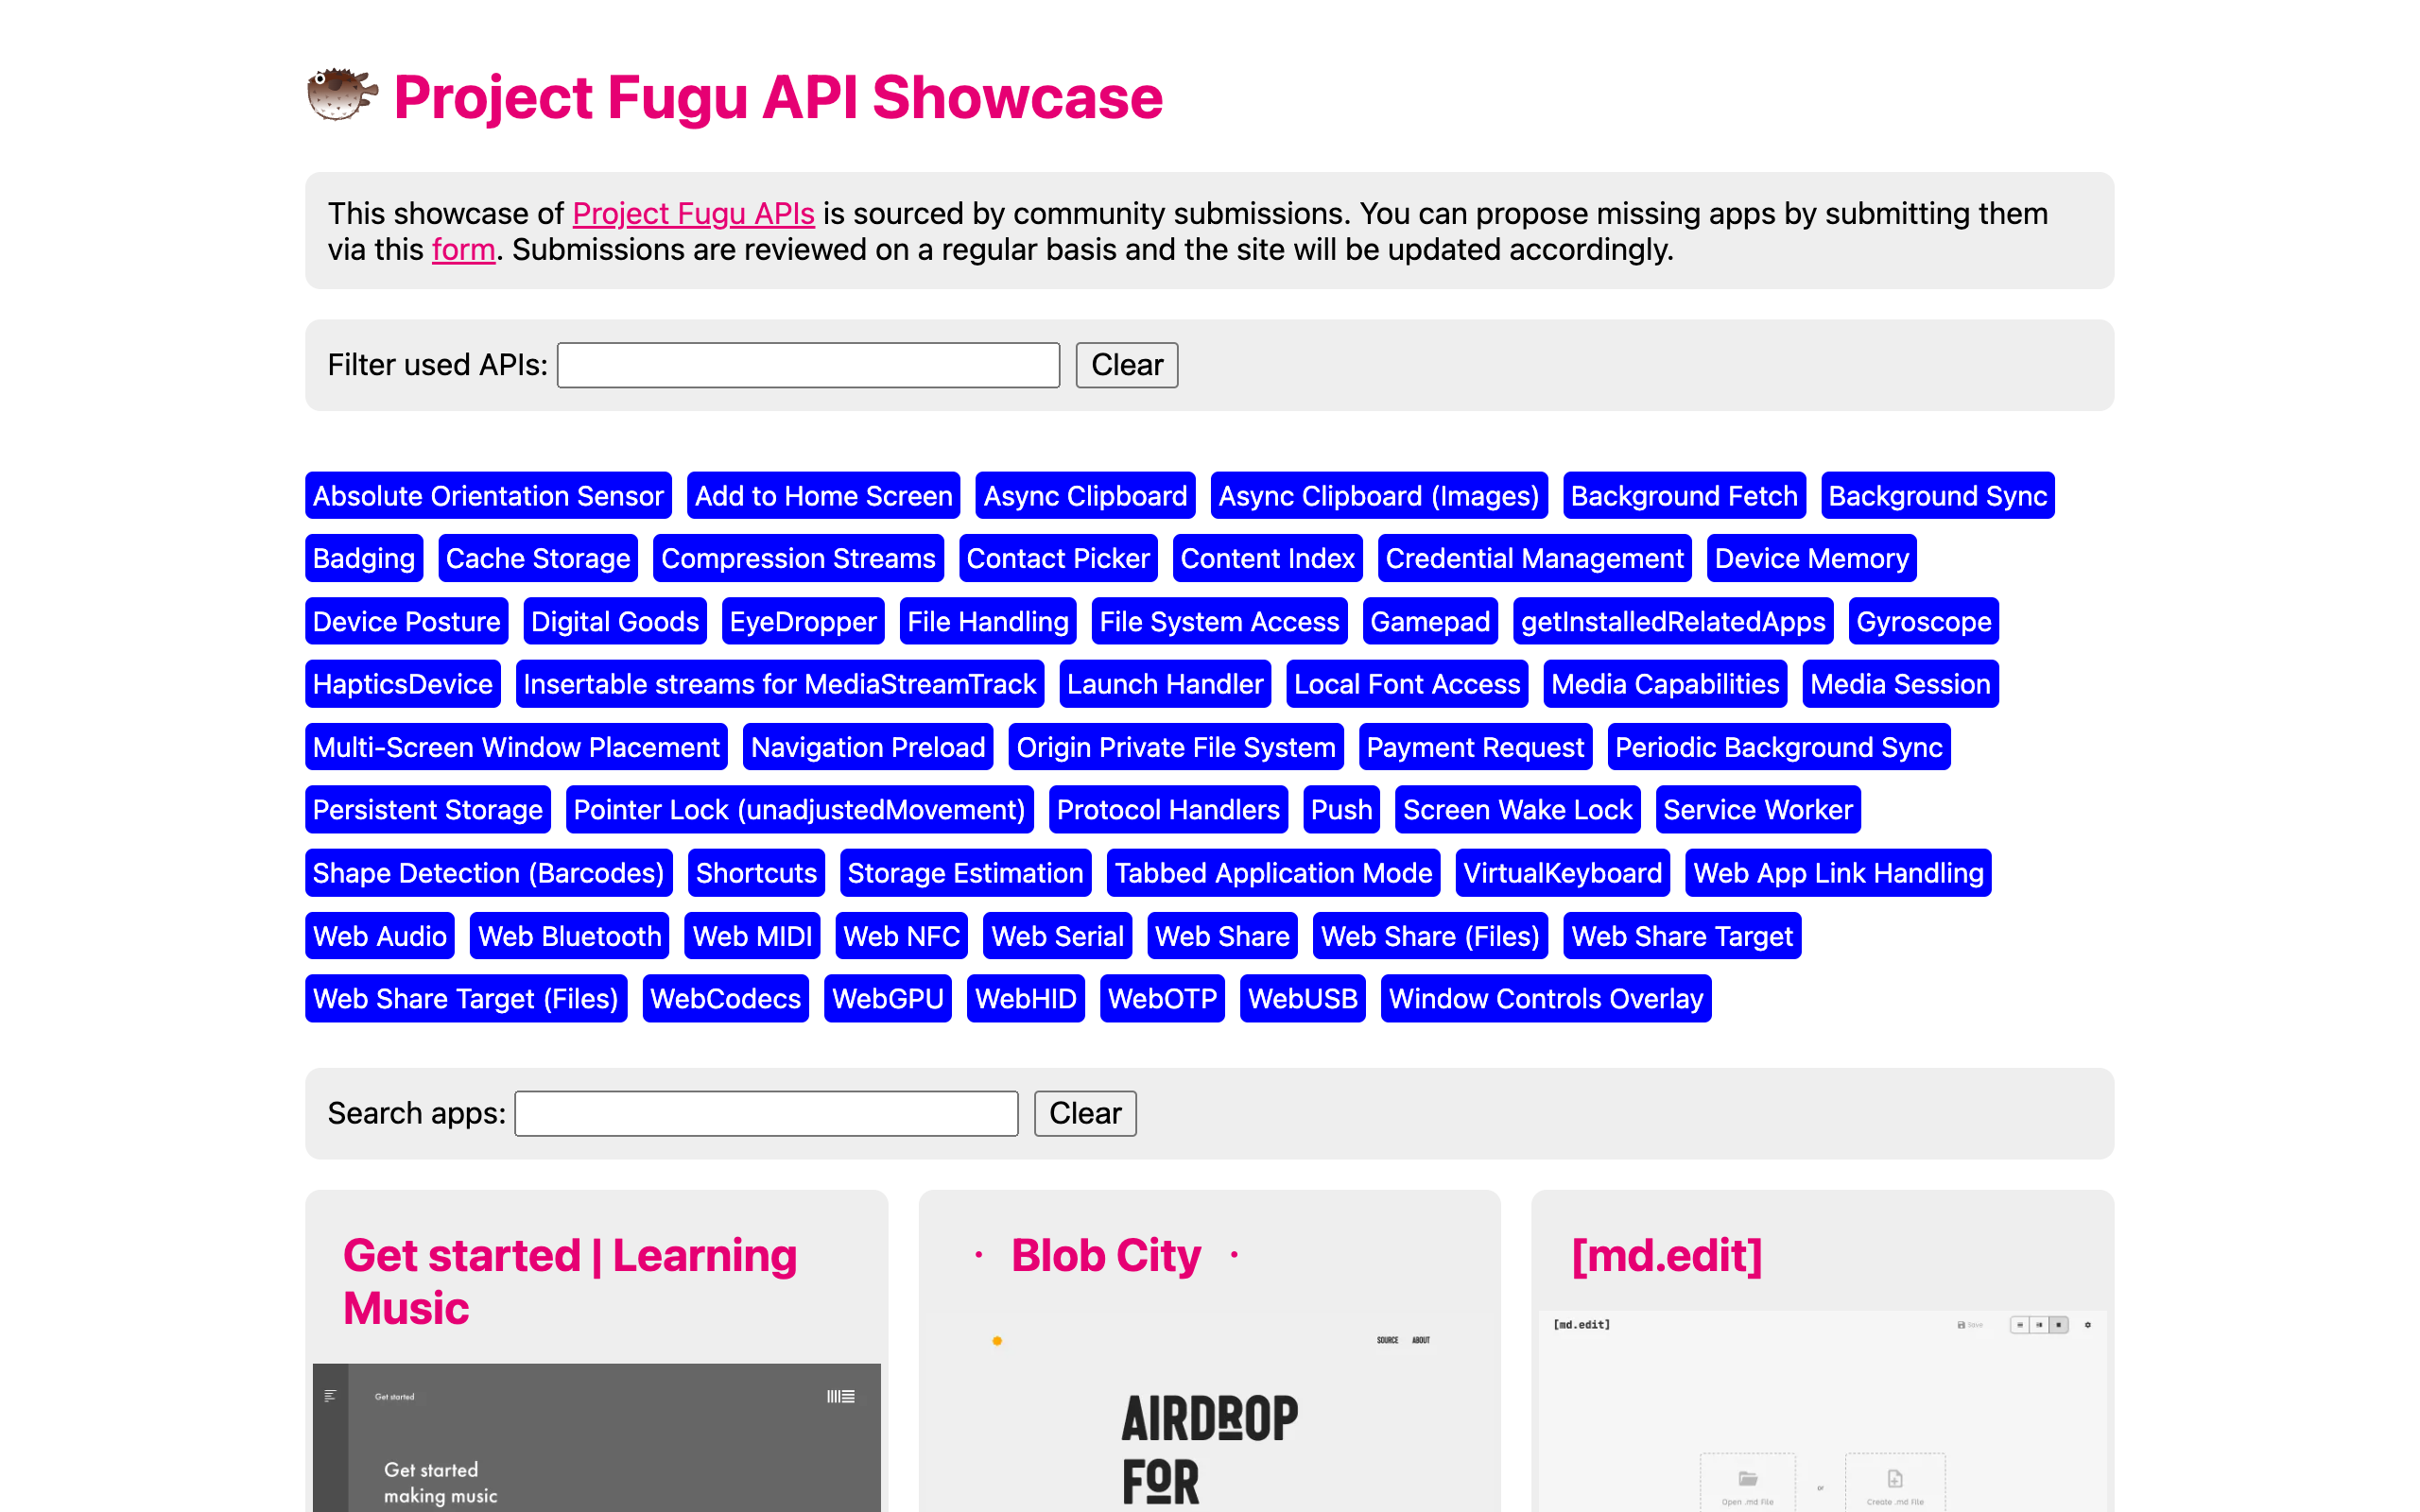 Project Fugu API Showcase
This showcase of Project Fugu APIs is sourced by community submissions. You can propose missing apps by submitting them
via this form. Submissions are reviewed on a regular basis and the site will be updated accordingly.
Filter used APIs: Clear
Absolute Orientation Sensor Add to Home Screen Async Clipboard Async Clipboard (Images) Background Fetch Background Sync
Badging Cache Storage Compression Streams Contact Picker Content Index Credential Management Device Memory
Device Posture Digital Goods EyeDropper File Handling File System Access Gamepad getInstalledRelatedApps Gyroscope
HapticsDevice Insertable streams for MediaStreamTrack Launch Handler Local Font Access Media Capabilities Media Session
Multi-Screen Window Placement Navigation Preload Origin Private File System Payment Request Periodic Background Sync
Persistent Storage Pointer Lock (unadjustedMovement) Protocol Handlers Push Screen Wake Lock Service Worker
Shape Detection (Barcodes) Shortcuts Storage Estimation Tabbed Application Mode VirtualKeyboard Web App Link Handling
Web Audio Web Bluetooth Web MIDI Web NFC Web Serial Web Share Web Share (Files) Web Share Target
Web Share Target (Files) WebCodecs WebGPU WebHID WebOTP WebUSB Window Controls Overlay
Search apps: Clear
Get started | Learning
Music
Get started
Get started
making music
· Blob City ·
SOURCE ABOUT
AIRDROP
FOR
[md.edit]
[md.edit] Save
Open .md File or Create .md File